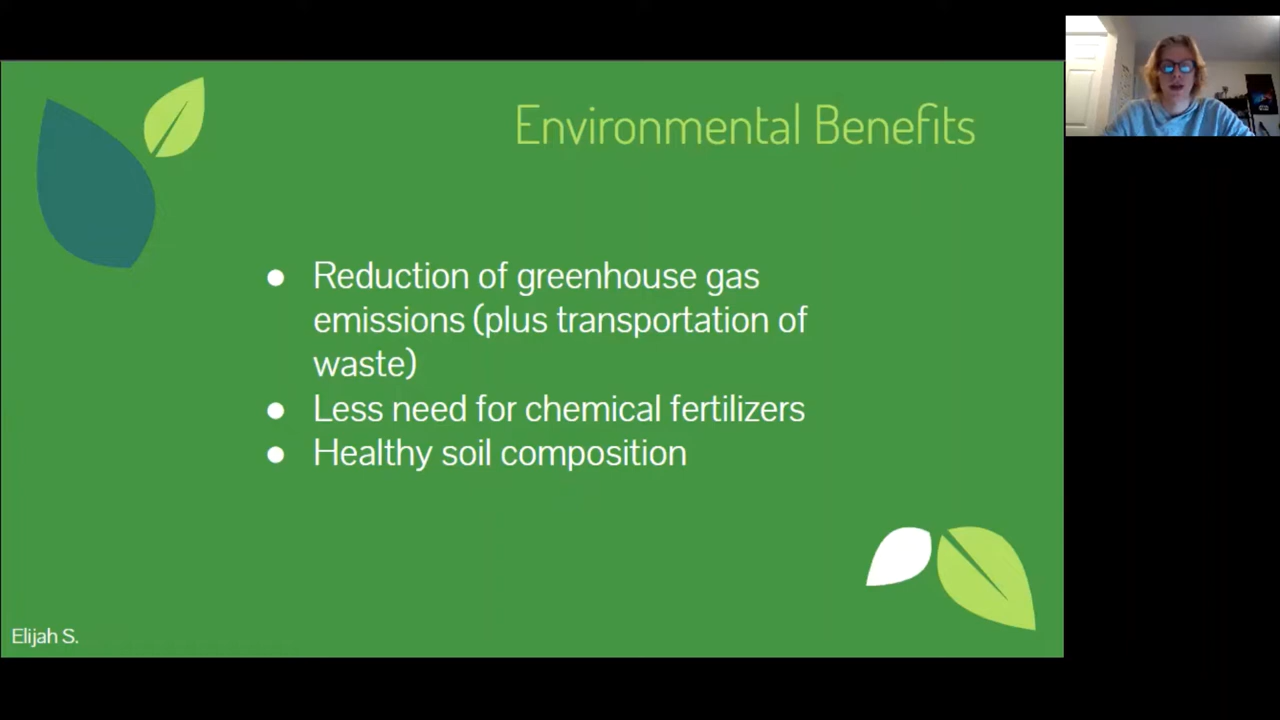 Environmental Benefits
● Reduction of greenhouse gas
emissions (plus transportation of
waste)
● Less need for chemical fertilizers
● Healthy soil composition
Elijah S.